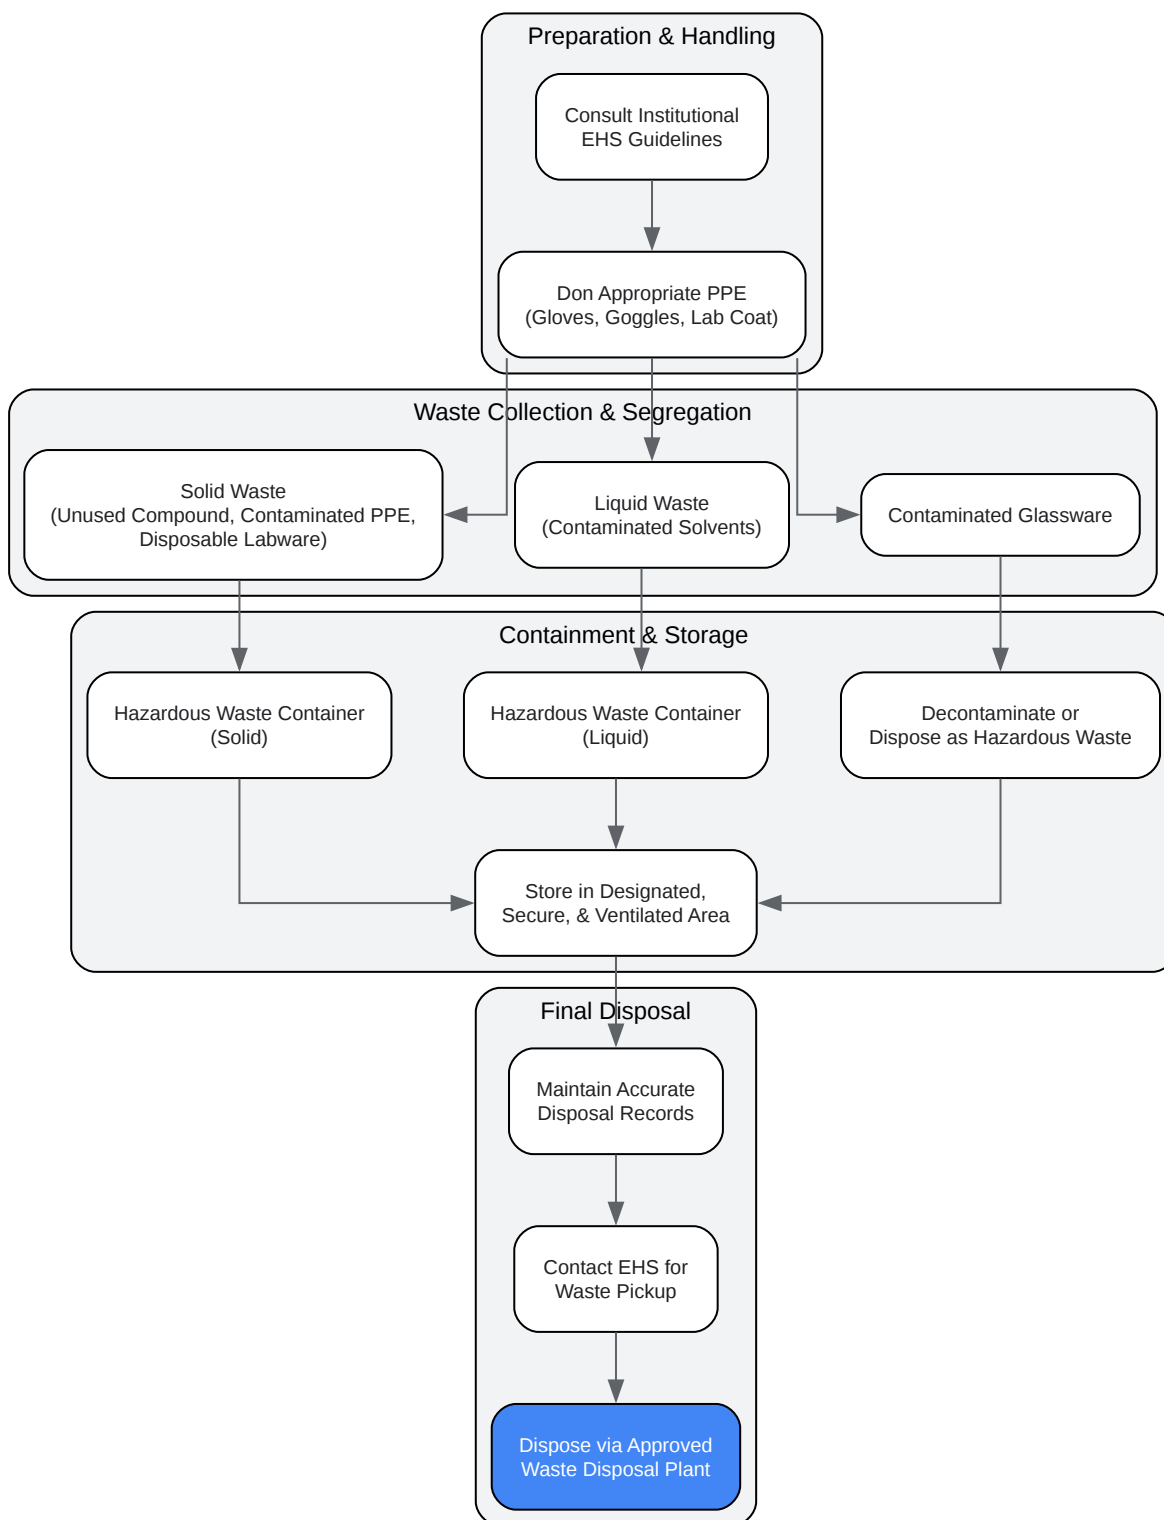 Preparation & Handling
Consult Institutional
EHS Guidelines
Don Appropriate PPE
(Gloves, Goggles, Lab Coat)
Waste Collection & Segregation
Solid Waste
(Unused Compound, Contaminated PPE,
Disposable Labware)
Liquid Waste
(Contaminated Solvents)
Contaminated Glassware
Containment & Storage
Hazardous Waste Container
(Solid)
Hazardous Waste Container
(Liquid)
Decontaminate or
Dispose as Hazardous Waste
Store in Designated,
Secure, & Ventilated Area
Final Disposal
Maintain Accurate
Disposal Records
Contact EHS for
Waste Pickup
Dispose via Approved
Waste Disposal Plant